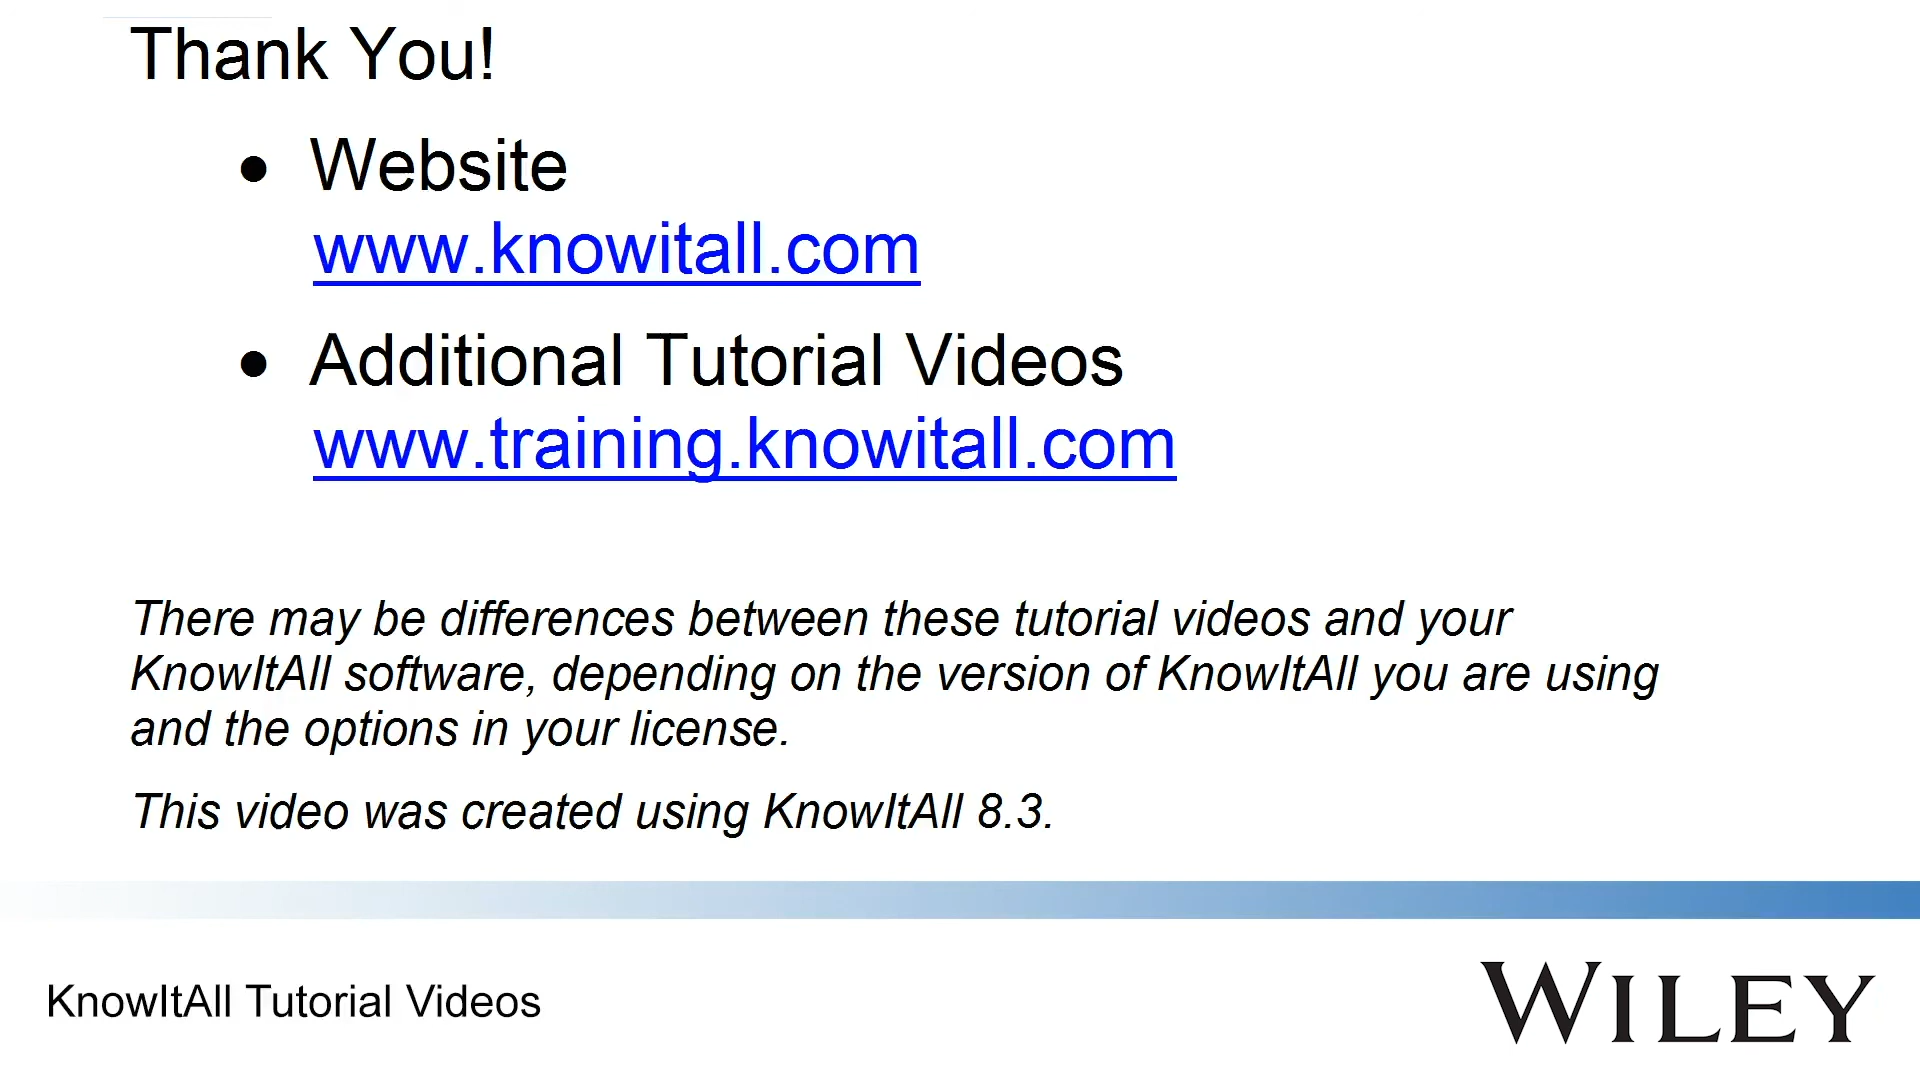 Thank You!
• Website
www.knowitall.com
• Additional Tutorial Videos
www.training.knowitall.com
There may be differences between these tutorial videos and your
KnowItAll software, depending on the version of KnowItAll you are using
and the options in your license.
This video was created using KnowItAll 8.3.
KnowItAll Tutorial Videos
WILEY